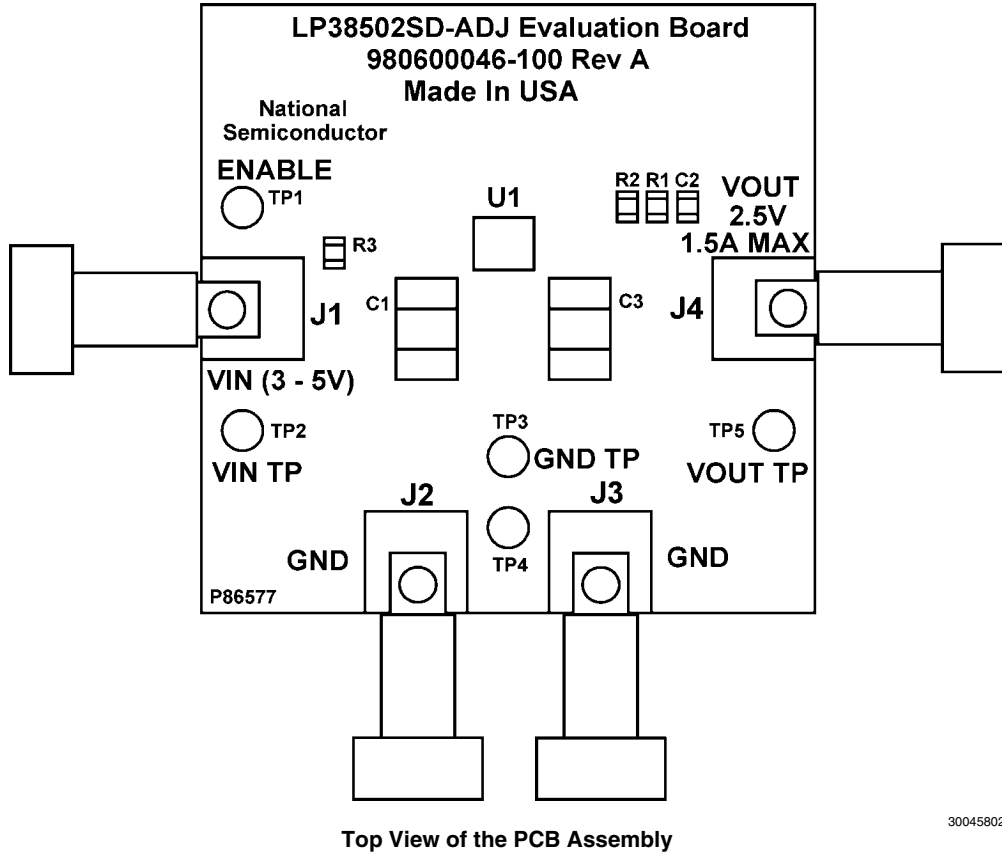 LP38502SD-ADJ Evaluation Board
980600046-100 Rev A
Made In USA
National
Semiconductor
ENABLE
TP1
R3
U1
R2 R1 C2
VOUT
2.5V
1.5A MAX
J1
C1
C3
J4
VIN (3 - 5V)
TP2
VIN TP
TP3
GND TP
TP5
VOUT TP
J2
J3
GND
TP4
GND
P86577
30045802
Top View of the PCB Assembly